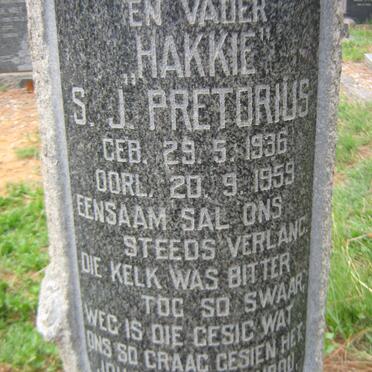 EN VADER
"HAKKIE"
S. J. PRETORIUS
GEB. 29. 5. 1936
OORL. 20. 9. 1959
EENSAAM SAL ONS
STEEDS VERLANG.
DIE KELK WAS BITTER
TOG SO SWAAR.
WEG IS DIE GESIG WAT
ONS SO GRAAG GESIEN HET.